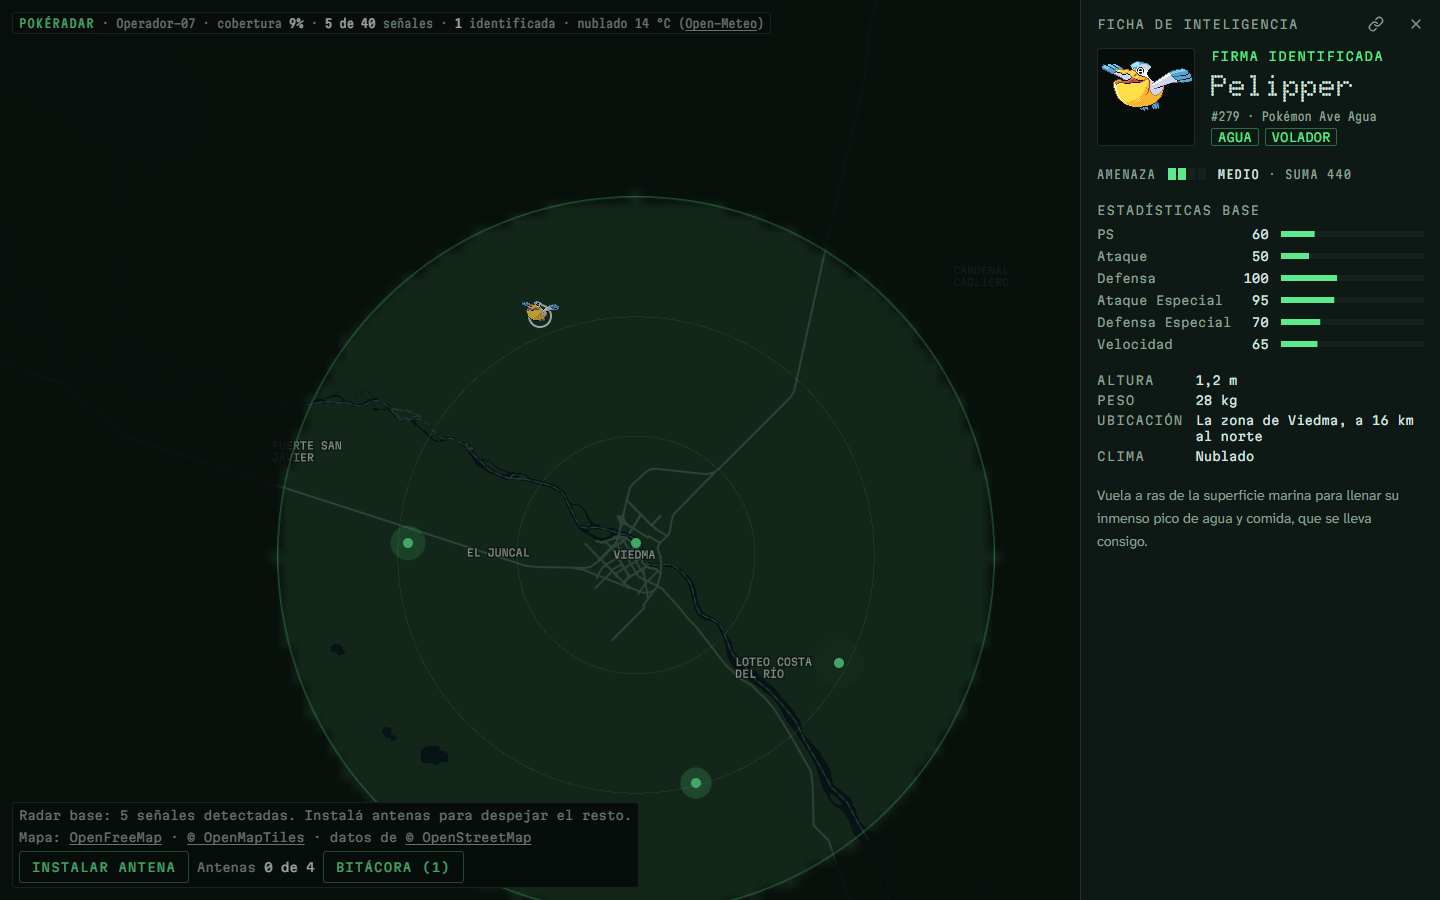 POKÉRADAR · Operador-07 · cobertura 9% · 5 de 40 señales · 1 identificada · nublado 14 °C (Open-Meteo)
CARDENAL
CAGLIERO
FUERTE SAN
JAVIER
EL JUNCAL
VIEDMA
LOTEO COSTA
DEL RÍO
Radar base: 5 señales detectadas. Instalá antenas para despejar el resto.
Mapa: OpenFreeMap · © OpenMapTiles · datos de © OpenStreetMap
INSTALAR ANTENA Antenas 0 de 4 BITÁCORA (1)
FICHA DE INTELIGENCIA
FIRMA IDENTIFICADA
Pelipper
#279 · Pokémon Ave Agua
AGUA VOLADOR
AMENAZA MEDIO · SUMA 440
ESTADÍSTICAS BASE
PS 60
Ataque 50
Defensa 100
Ataque Especial 95
Defensa Especial 70
Velocidad 65
ALTURA 1,2 m
PESO 28 kg
UBICACIÓN La zona de Viedma, a 16 km
al norte
CLIMA Nublado
Vuela a ras de la superficie marina para llenar su
inmenso pico de agua y comida, que se lleva
consigo.